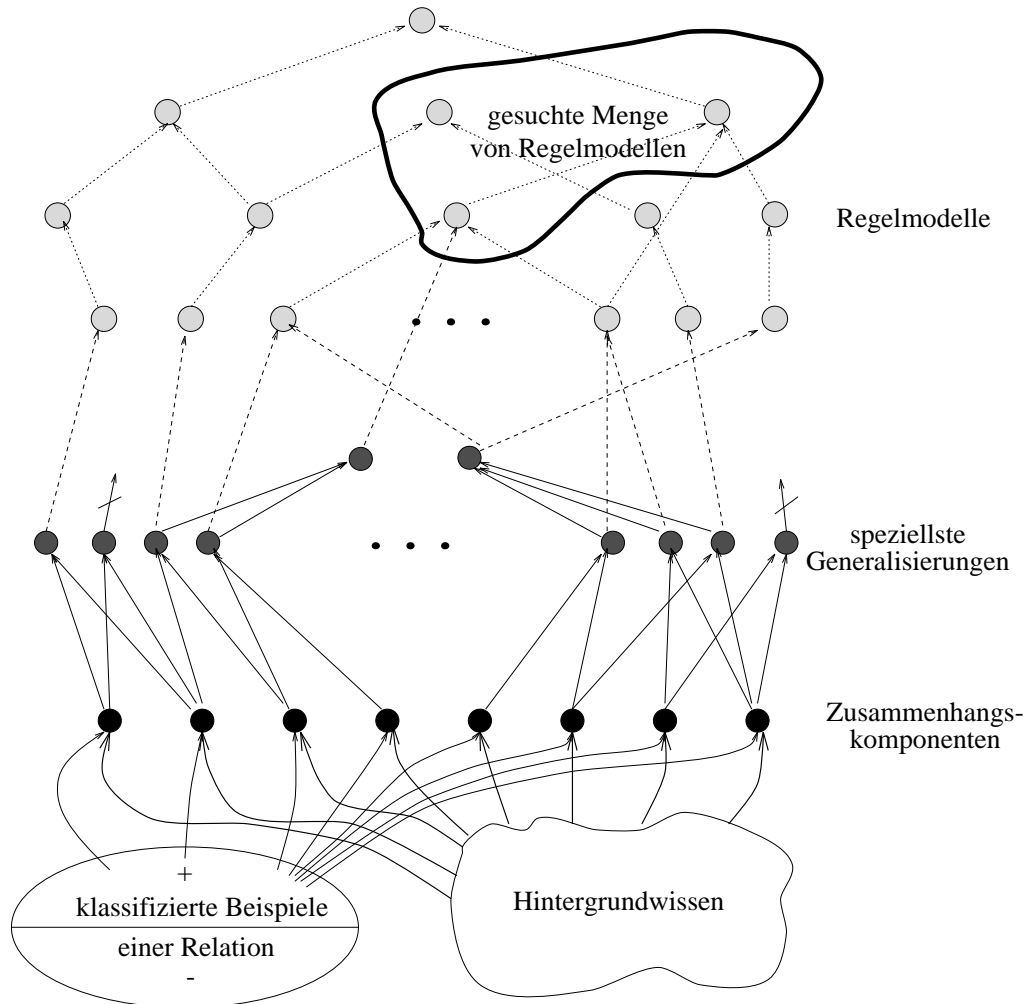 gesuchte Menge
von Regelmodellen
Regelmodelle
speziellste
Generalisierungen
Zusammenhangs-
komponenten
+
klassifizierte Beispiele
einer Relation
-
Hintergrundwissen